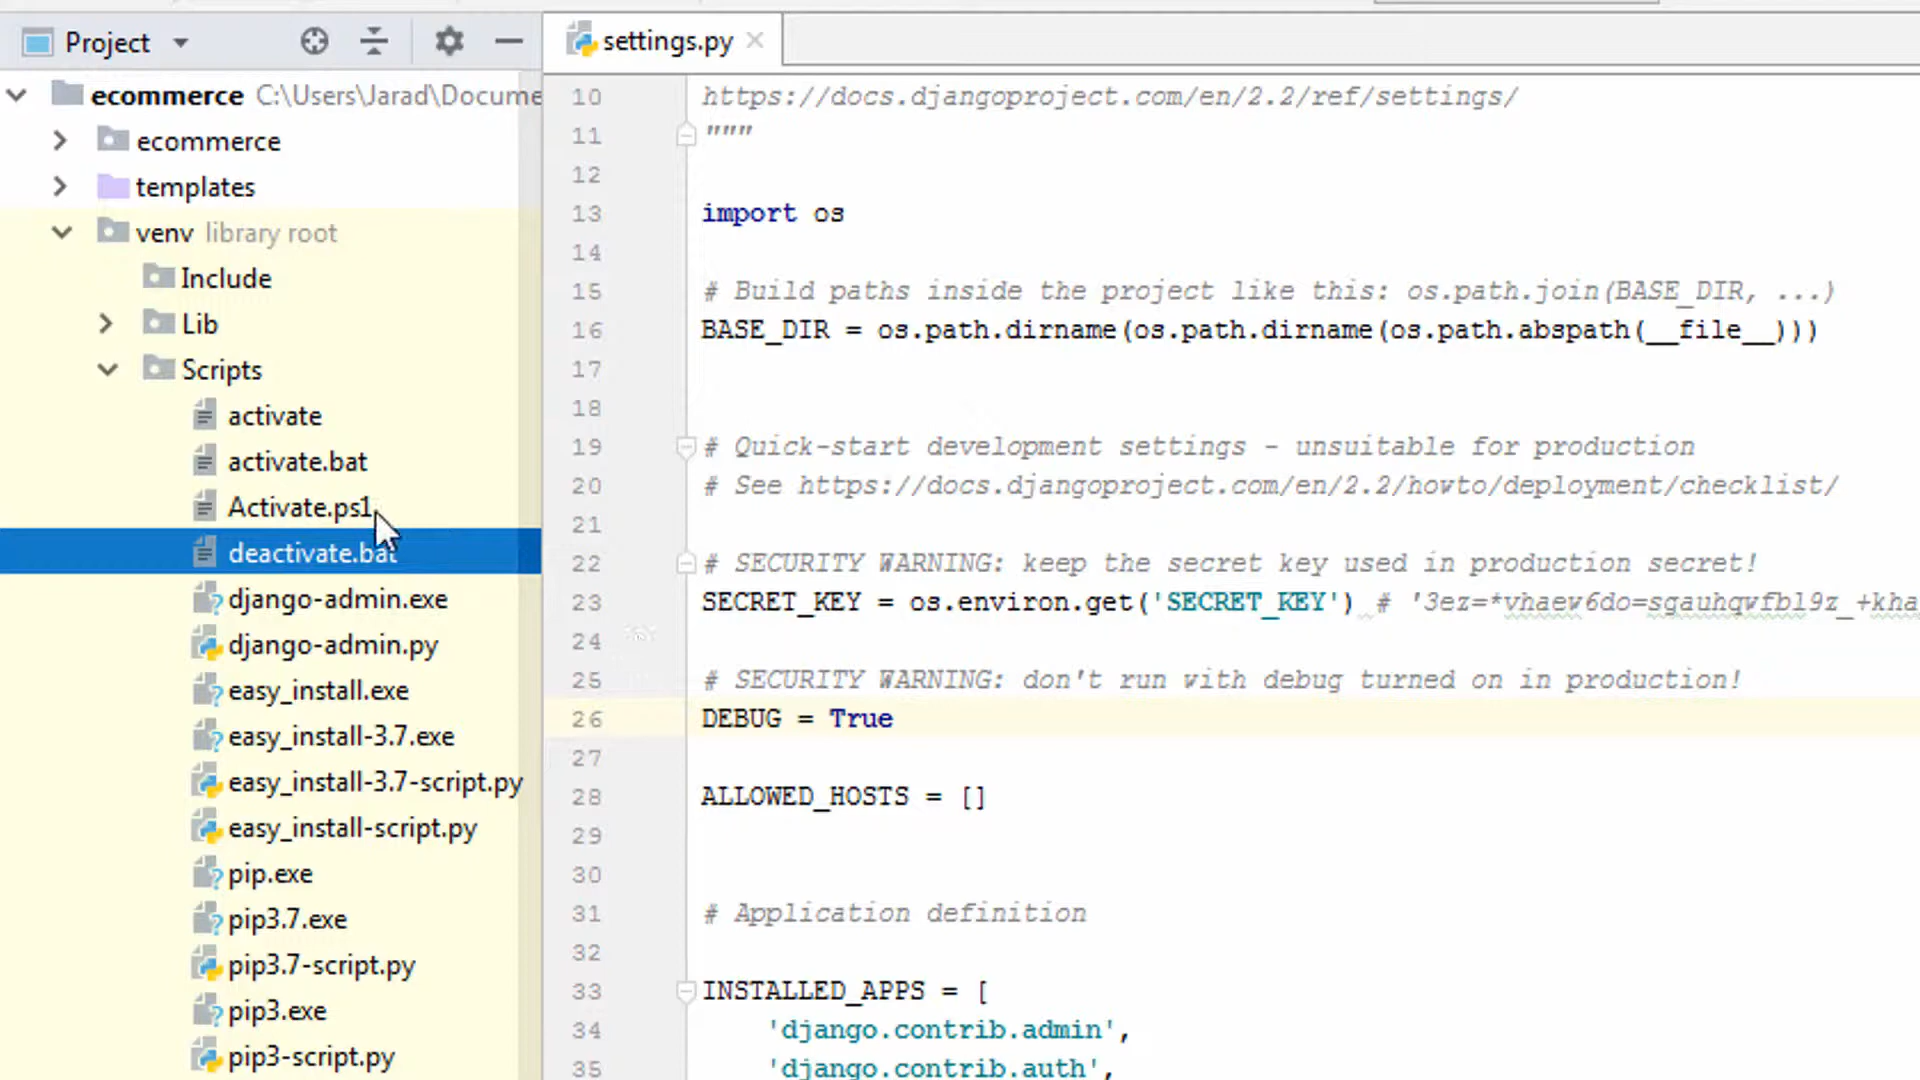 Project
ecommerce C:\Users\Jarad\Docume
ecommerce
templates
venv library root
Include
Lib
Scripts
activate
activate.bat
Activate.ps1
deactivate.bat
django-admin.exe
django-admin.py
easy_install.exe
easy_install-3.7.exe
easy_install-3.7-script.py
easy_install-script.py
pip.exe
pip3.7.exe
pip3.7-script.py
pip3.exe
pip3-script.py
settings.py
10 https://docs.djangoproject.com/en/2.2/ref/settings/
11 """
12
13 import os
14
15 # Build paths inside the project like this: os.path.join(BASE_DIR, ...)
16 BASE_DIR = os.path.dirname(os.path.dirname(os.path.abspath(__file__)))
17
18
19 # Quick-start development settings - unsuitable for production
20 # See https://docs.djangoproject.com/en/2.2/howto/deployment/checklist/
21
22 # SECURITY WARNING: keep the secret key used in production secret!
23 SECRET_KEY = os.environ.get('SECRET_KEY') # '3ez=*vhaew6do=sgauhqwfbl9z_+kha
24
25 # SECURITY WARNING: don't run with debug turned on in production!
26 DEBUG = True
27
28 ALLOWED_HOSTS = []
29
30
31 # Application definition
32
33 INSTALLED_APPS = [
34 'django.contrib.admin',
35 'django.contrib.auth',